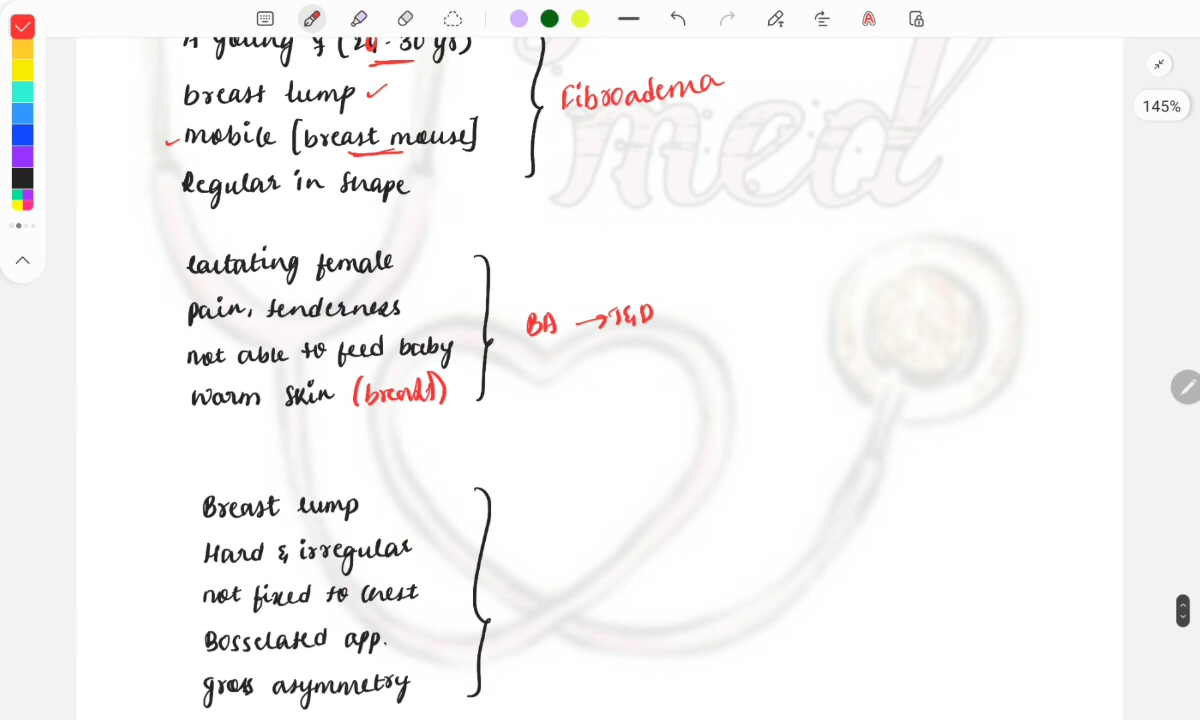 A young ♀ (20-30 yr)
breast lump ✓
✓ mobile [breast mouse]
Regular in shape
Fibroadema
lactating female
pain, tenderness
not able to feed baby
warm skin (breast)
BA → I&D
Breast lump
Hard & irregular
not fixed to chest
Bosselated app.
gross asymmetry
med
145%